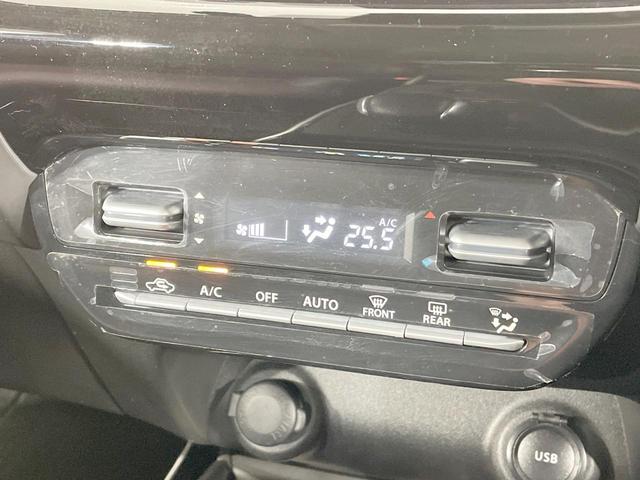 A/C
25.5
A/C
OFF
AUTO
FRONT
REAR
USB